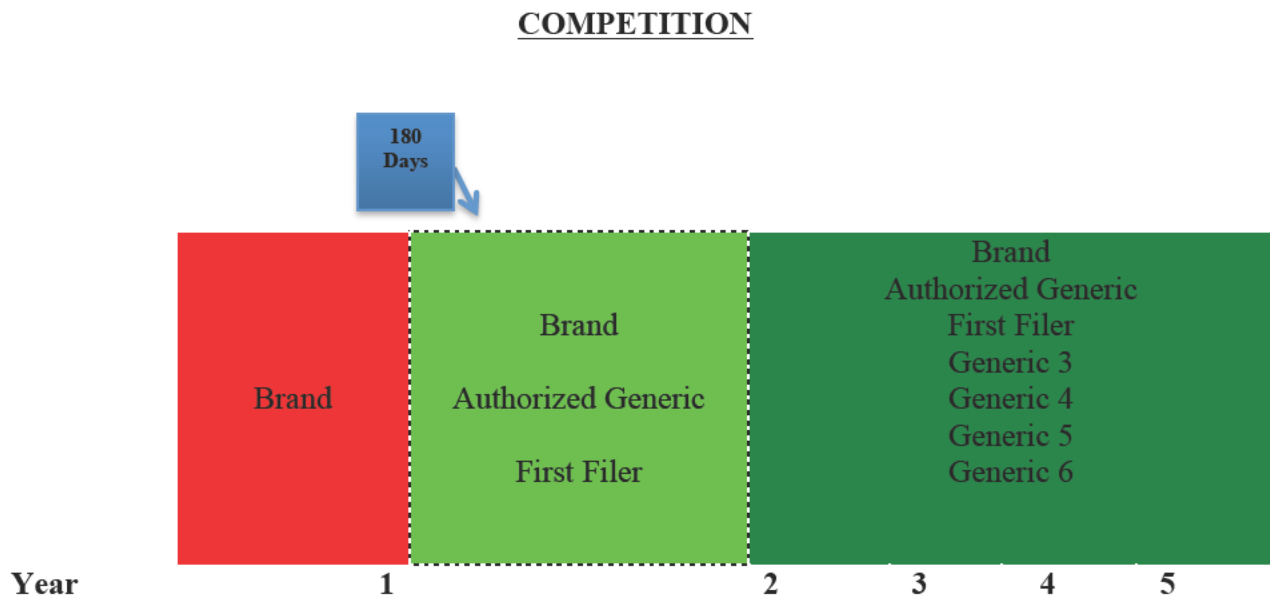 COMPETITION
180
Days
Brand
Brand
Authorized Generic
First Filer
Brand
Authorized Generic
First Filer
Generic 3
Generic 4
Generic 5
Generic 6
Year 1 2 3 4 5